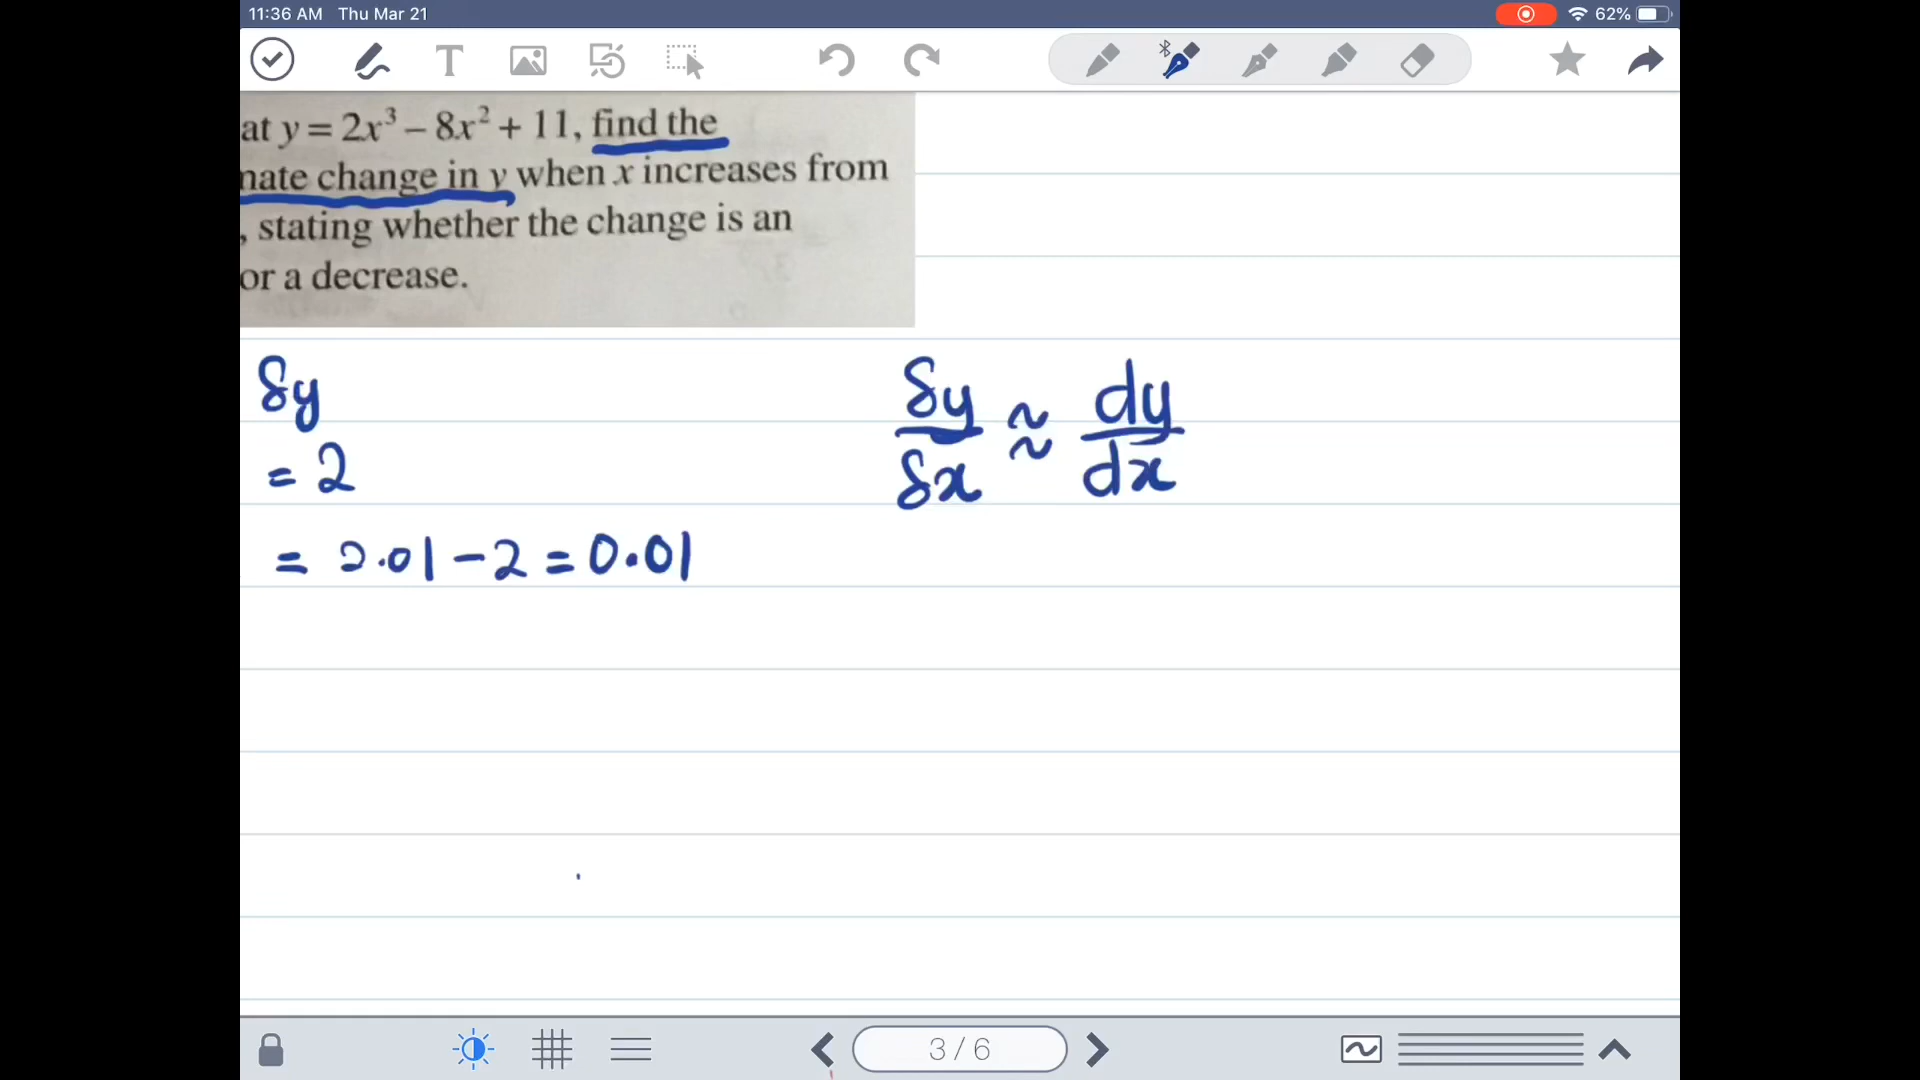 11:36 AM Thu Mar 21
62%
T
at y = 2x³ – 8x² + 11, find the
change in y when x increases from
, stating whether the change is an
or a decrease.
δy
= 2
= 2.01 - 2 = 0.01
δy/δx ≈ dy/dx
3 / 6